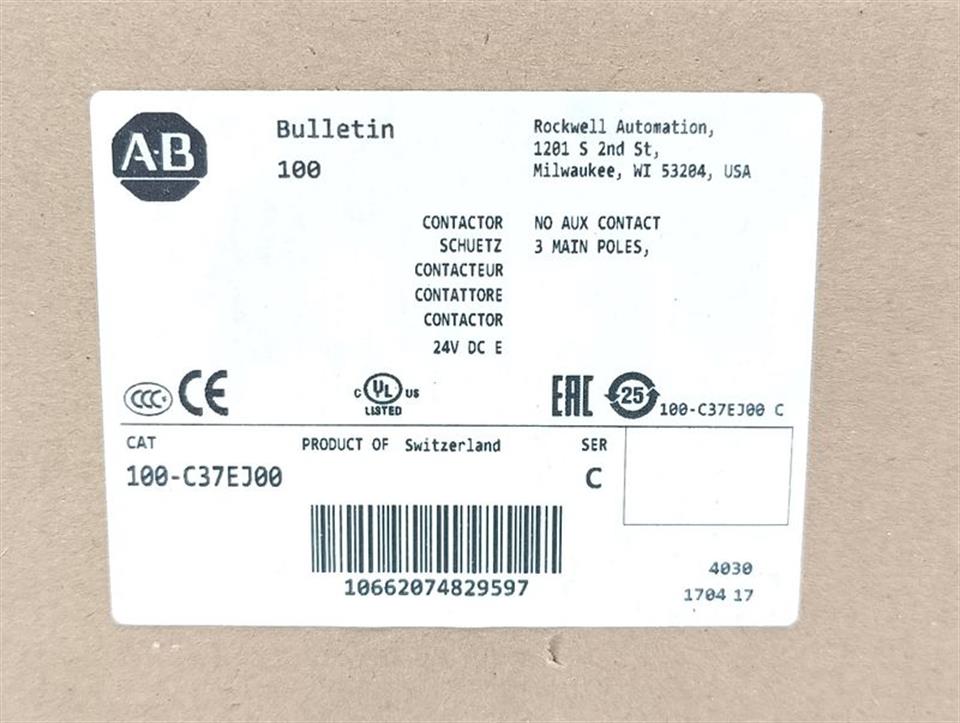 A-B
Bulletin
100
Rockwell Automation,
1201 S 2nd St,
Milwaukee, WI 53204, USA
CONTACTOR
SCHUETZ
CONTACTEUR
CONTATTORE
CONTACTOR
24V DC E
NO AUX CONTACT
3 MAIN POLES,
CCC CE
C UL US
LISTED
EAC 25
100-C37EJ00 C
CAT
100-C37EJ00
PRODUCT OF Switzerland
SER
C
10662074829597
4030
1704 17